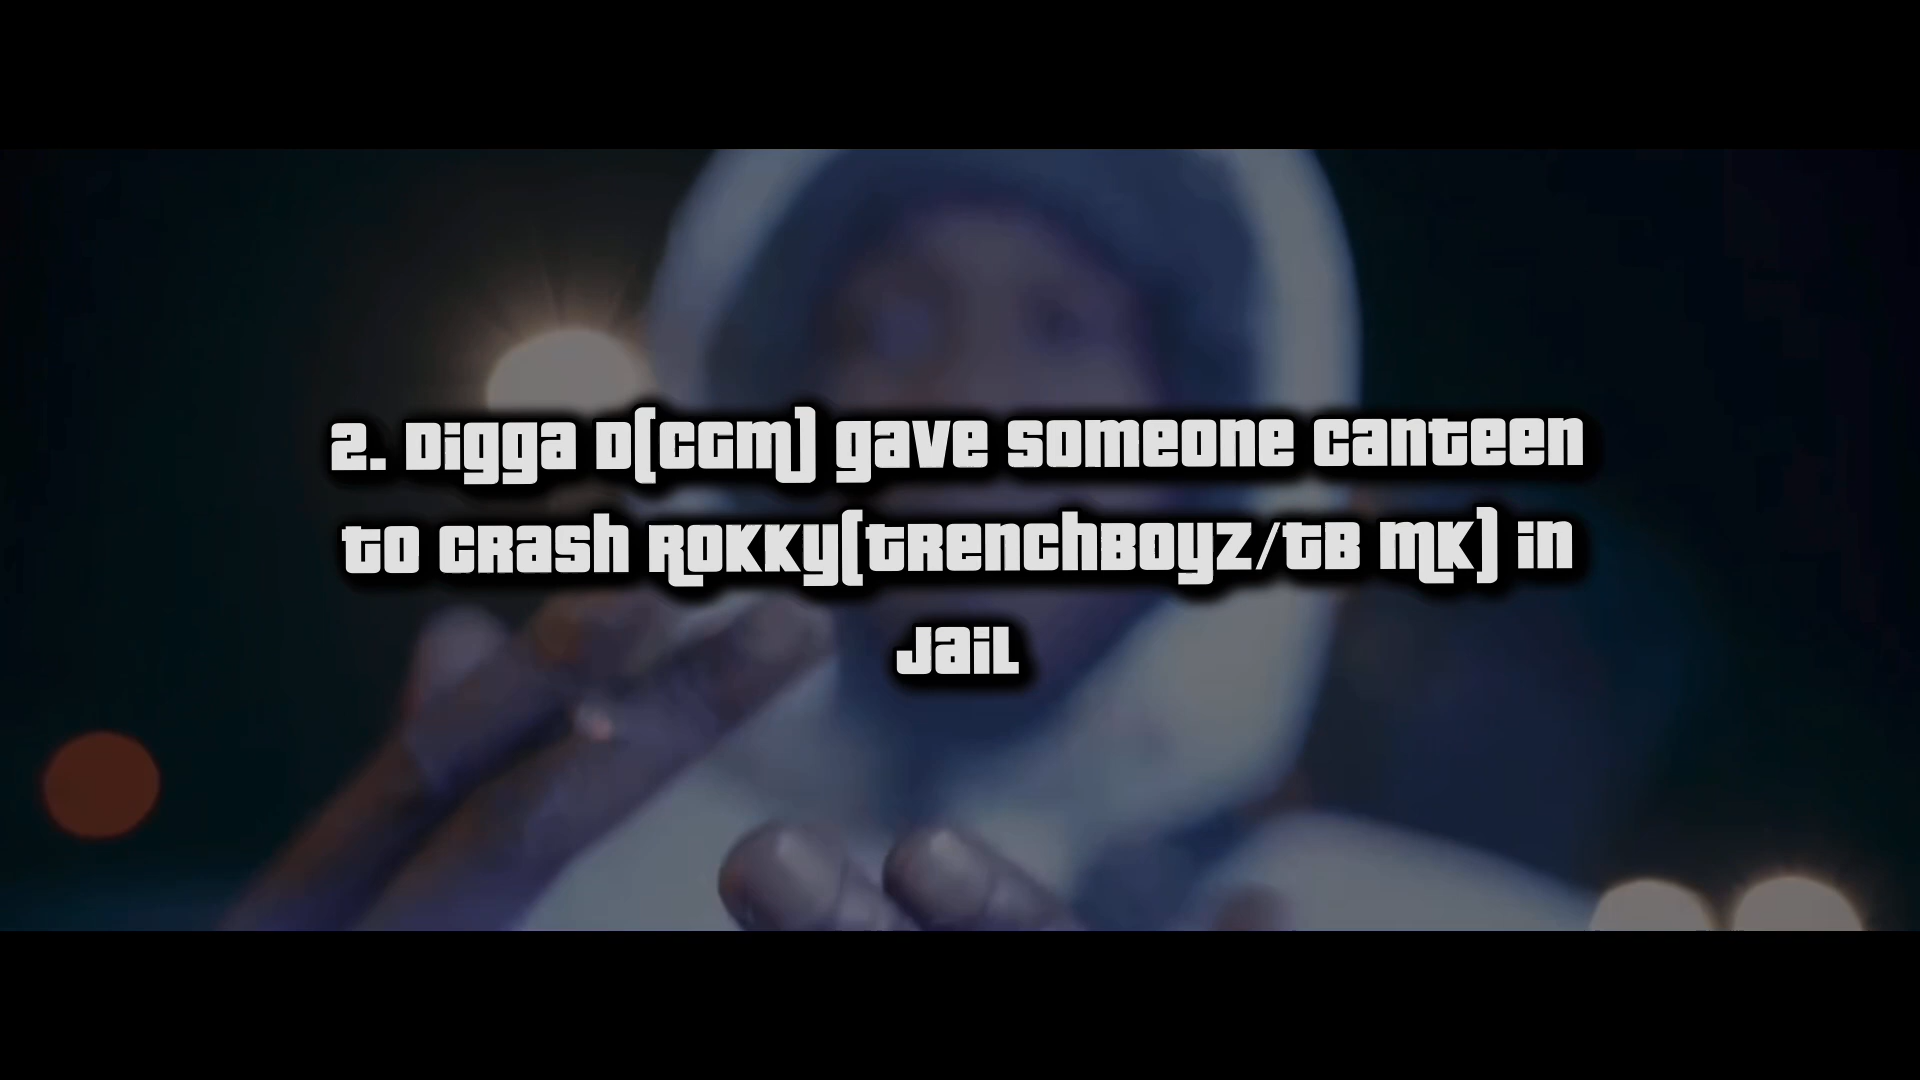 2. Digga D(CGM) gave someone canteen
to crash Rokky(Trenchboyz/TB MK) in
jail